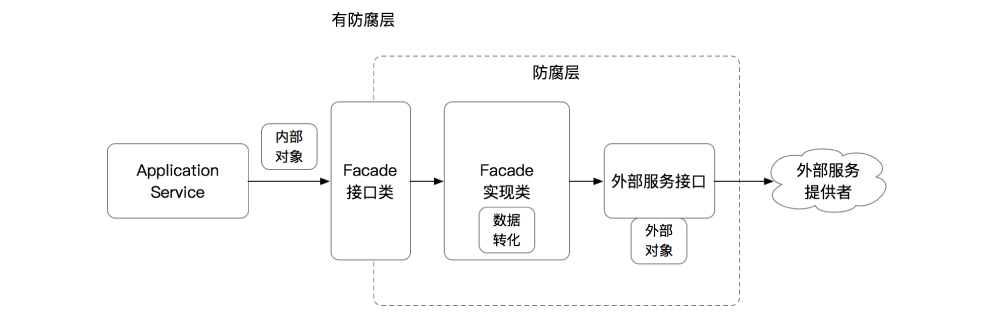 有防腐层
防腐层
Application
Service
内部
对象
Facade
接口类
Facade
实现类
数据
转化
外部服务接口
外部
对象
外部服务
提供者